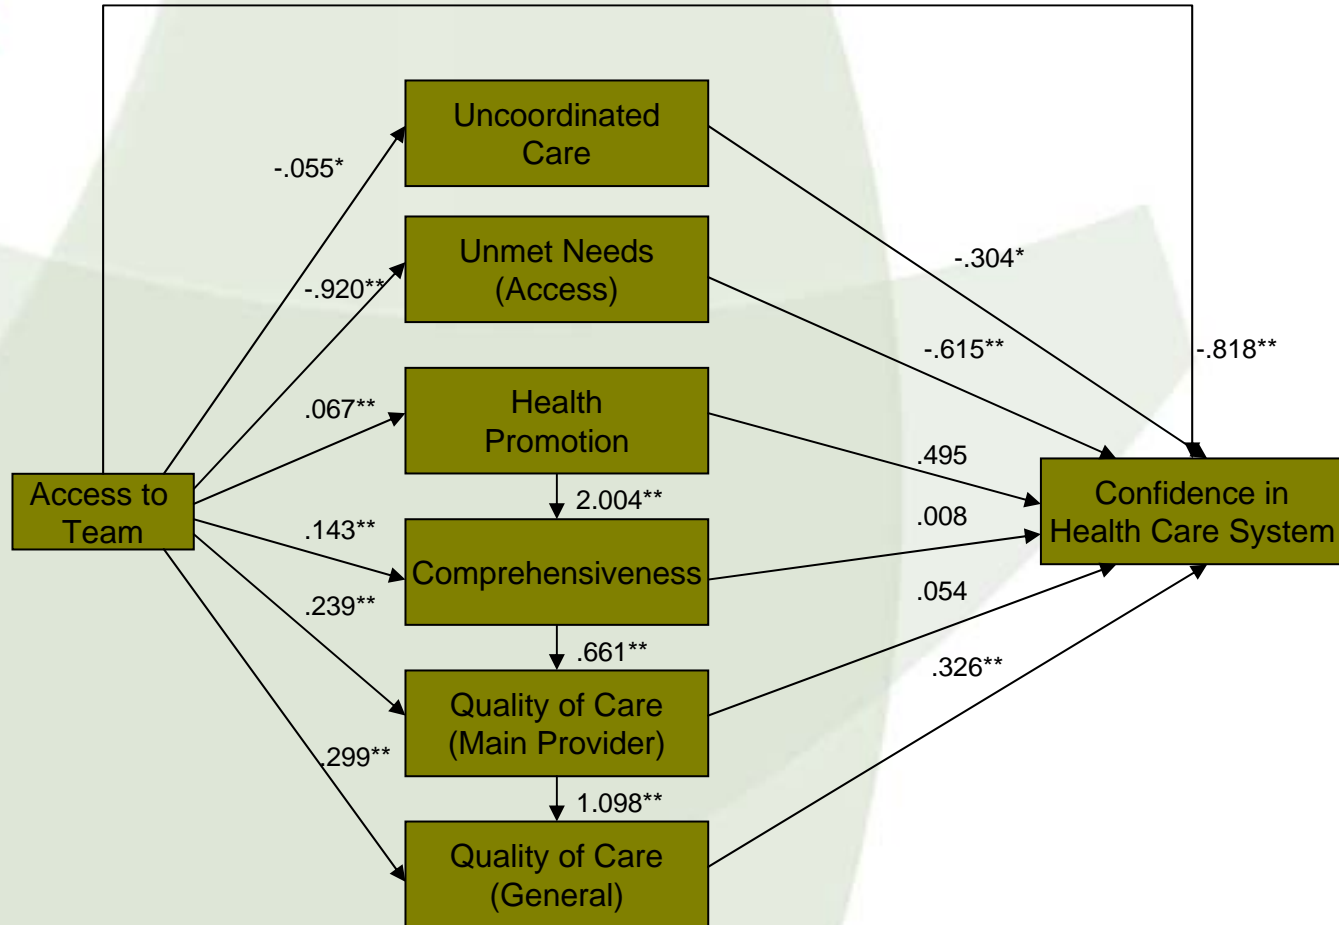 Uncoordinated
Care
-.055*
Unmet Needs
(Access)
-.304*
-.920**
-.615**
-.818**
Health
Promotion
.067**
.495
Access to
Team
2.004**
Confidence in
Health Care System
.143**
.008
Comprehensiveness
.239**
.054
.661**
.326**
Quality of Care
(Main Provider)
.299**
1.098**
Quality of Care
(General)